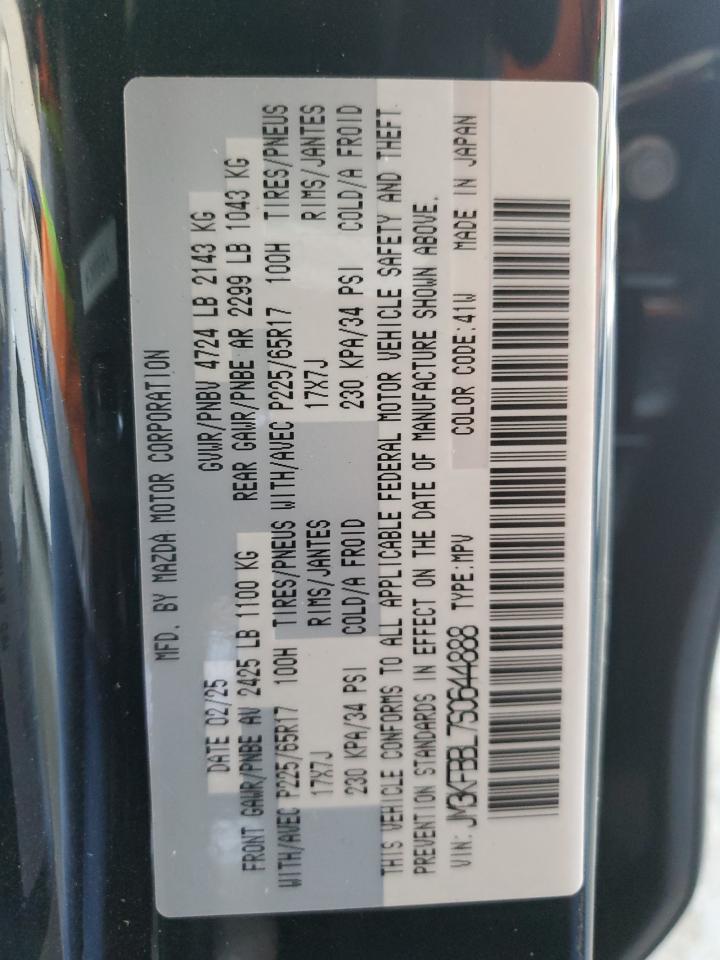 MFD. BY MAZDA MOTOR CORPORATION
DATE 02/25 GVWR/PNBV 4724 LB 2143 KG
FRONT GAWR/PNBE AV 2425 LB 1100 KG REAR GAWR/PNBE AR 2299 LB 1043 KG
WITH/AVEC P225/65R17 100H TIRES/PNEUS WITH/AVEC P225/65R17 100H TIRES/PNEUS
17X7J RIMS/JANTES 17X7J RIMS/JANTES
230 KPA/34 PSI COLD/A FROID 230 KPA/34 PSI COLD/A FROID
THIS VEHICLE CONFORMS TO ALL APPLICABLE FEDERAL MOTOR VEHICLE SAFETY AND THEFT
PREVENTION STANDARDS IN EFFECT ON THE DATE OF MANUFACTURE SHOWN ABOVE.
VIN: JM3KFBBL7S0644888 TYPE:MPV COLOR CODE:41W MADE IN JAPAN